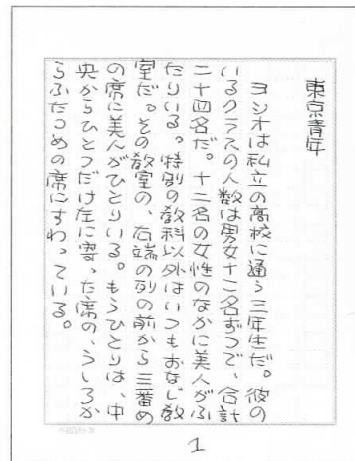 東京青年
ヨシオは私立の高校に通う三年生だ。彼の
いるクラスの人数は男女十二名ずつで、合計
二十四名だ。十二名の女性のなかに美人がふ
たりいる。特別の教科以外はいつもおなじ教
室だ。その教室の、右端の列の前から三番め
の席に美人がひとりいる。もうひとりは、中
央からひとつだけ左に寄った席の、うしろか
らふたつめの席にすわっている。
1